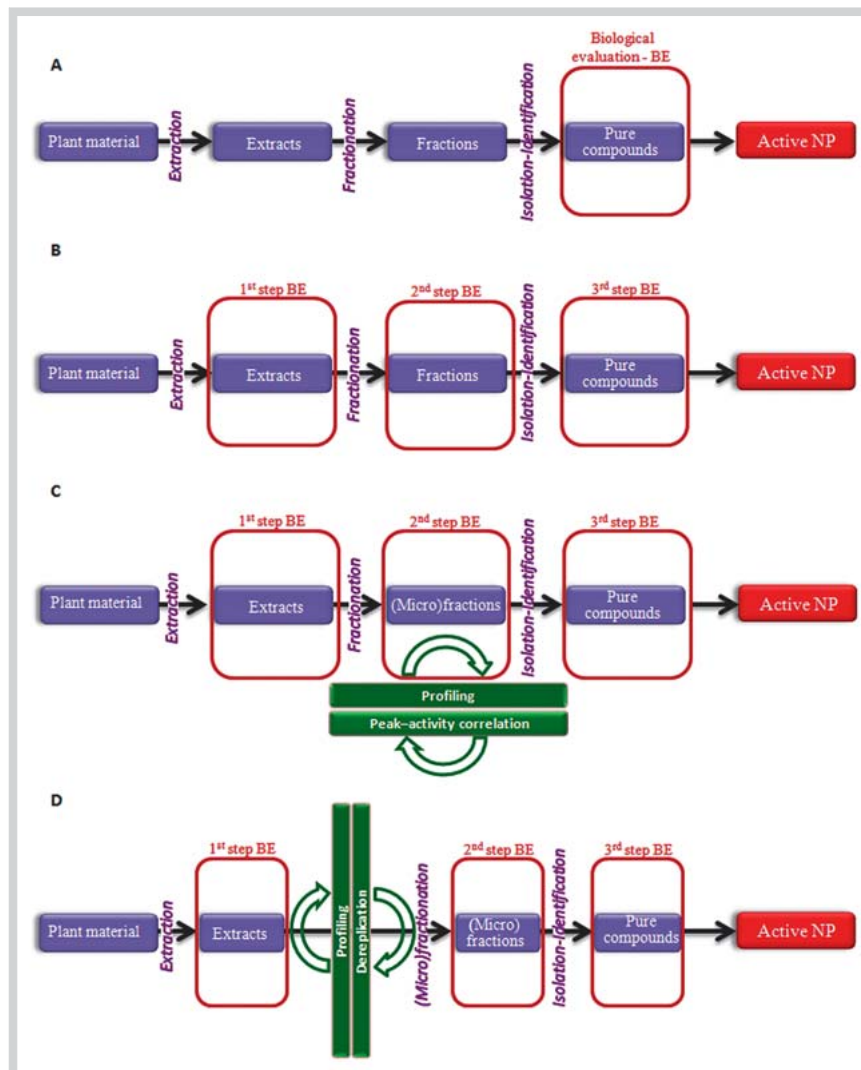 A
Biological
evaluation - BE
Plant material
Extraction
Extracts
Fractionation
Fractions
Isolation-Identification
Pure
compounds
Active NP
B
1st step BE
2nd step BE
3rd step BE
Plant material
Extraction
Extracts
Fractionation
Fractions
Isolation-Identification
Pure
compounds
Active NP
C
1st step BE
2nd step BE
3rd step BE
Plant material
Extraction
Extracts
Fractionation
(Micro)fractions
Isolation-Identification
Pure
compounds
Active NP
Profiling
Peak–activity correlation
D
1st step BE
2nd step BE
3rd step BE
Plant material
Extraction
Extracts
Profiling
Dereplication
(Micro)fractionation
(Micro)
fractions
Isolation-Identification
Pure
compounds
Active NP